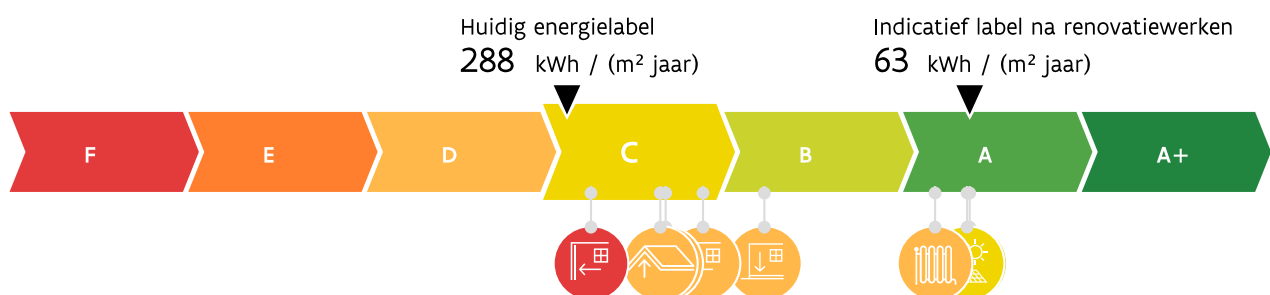 Huidig energielabel
288 kWh / (m² jaar)
Indicatief label na renovatiewerken
63 kWh / (m² jaar)
F E D C B A A+